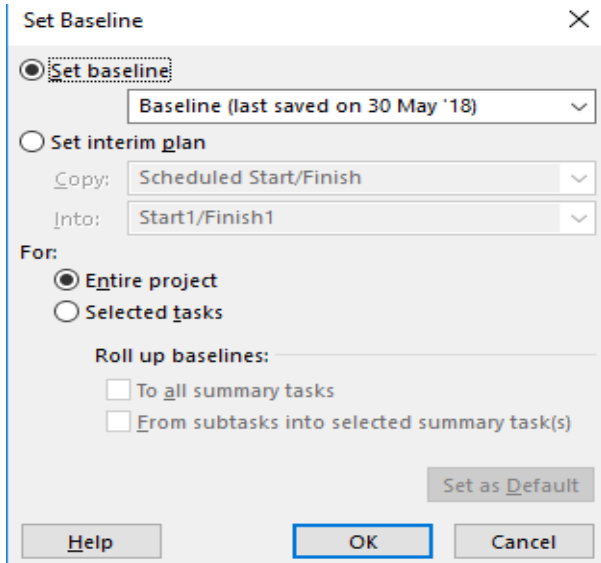 Set Baseline
Set baseline
Baseline (last saved on 30 May '18)
Set interim plan
Copy: Scheduled Start/Finish
Into: Start1/Finish1
For:
Entire project
Selected tasks
Roll up baselines:
To all summary tasks
From subtasks into selected summary task(s)
Set as Default
Help OK Cancel